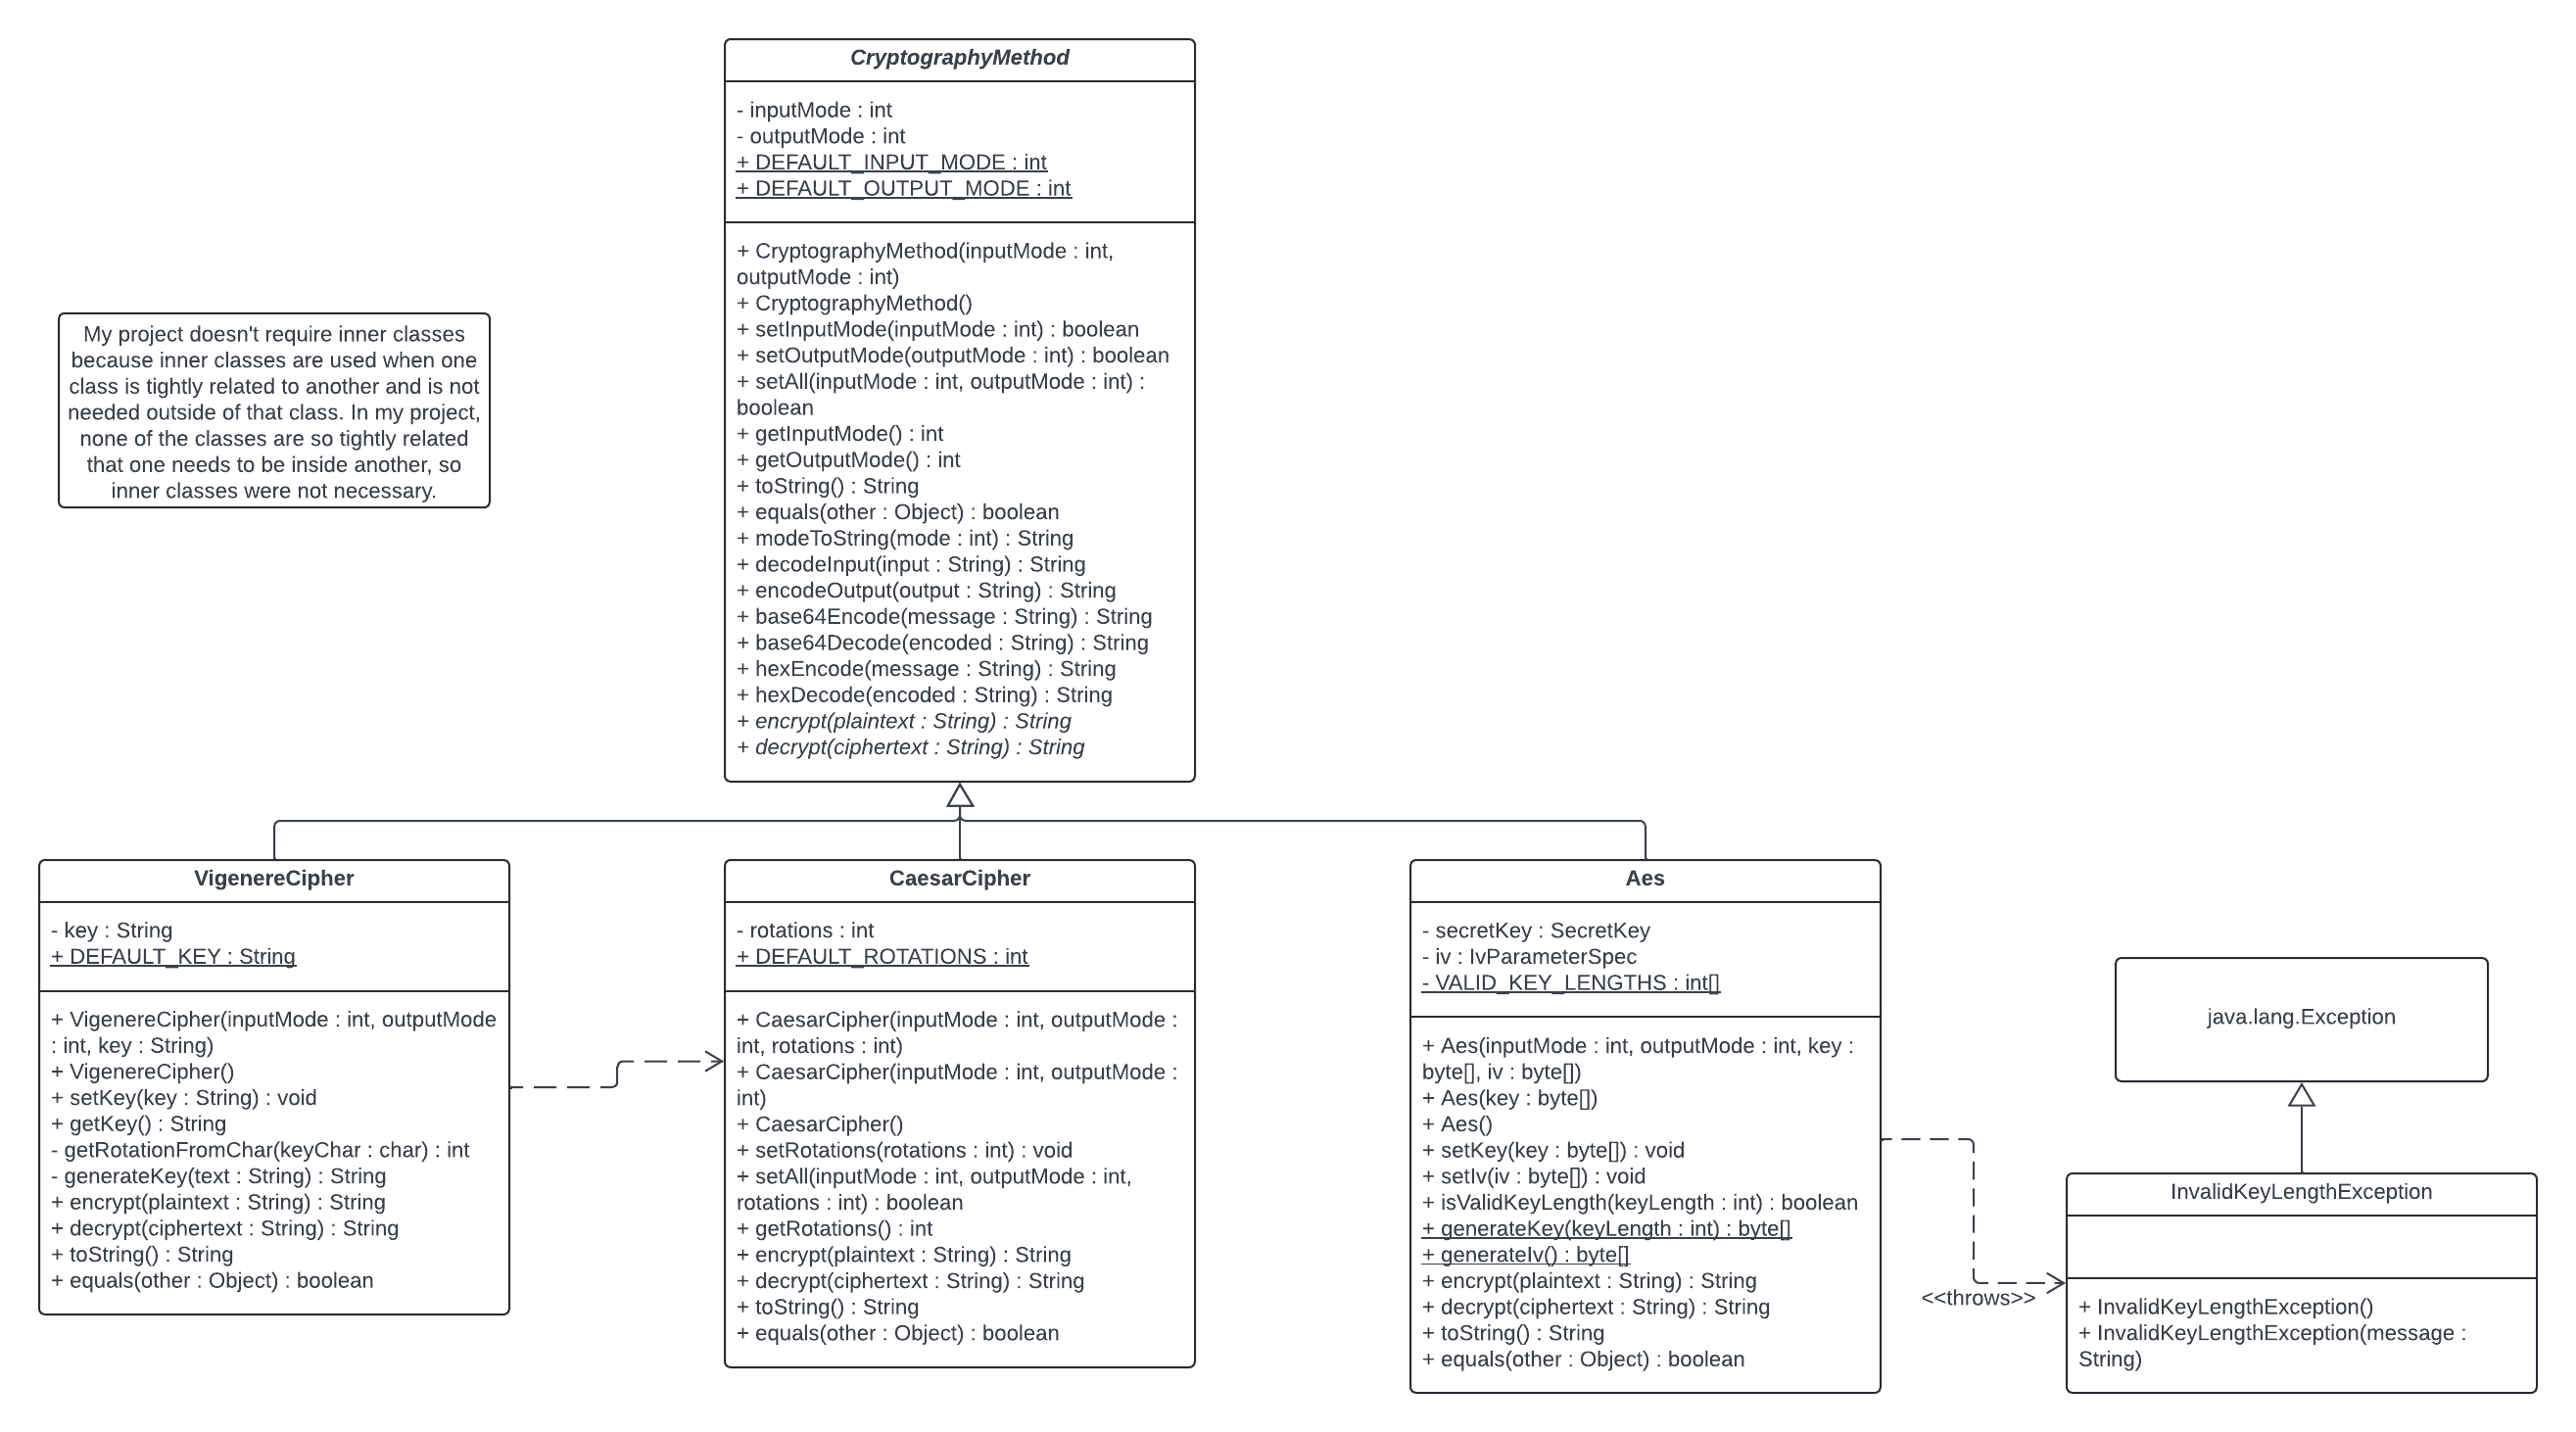 CryptographyMethod
- inputMode : int
- outputMode : int
+ DEFAULT_INPUT_MODE : int
+ DEFAULT_OUTPUT_MODE : int
+ CryptographyMethod(inputMode : int,
outputMode : int)
+ CryptographyMethod()
+ setInputMode(inputMode : int) : boolean
+ setOutputMode(outputMode : int) : boolean
+ setAll(inputMode : int, outputMode : int) :
boolean
+ getInputMode() : int
+ getOutputMode() : int
+ toString() : String
+ equals(other : Object) : boolean
+ modeToString(mode : int) : String
+ decodeInput(input : String) : String
+ encodeOutput(output : String) : String
+ base64Encode(message : String) : String
+ base64Decode(encoded : String) : String
+ hexEncode(message : String) : String
+ hexDecode(encoded : String) : String
+ encrypt(plaintext : String) : String
+ decrypt(ciphertext : String) : String
My project doesn't require inner classes
because inner classes are used when one
class is tightly related to another and is not
needed outside of that class. In my project,
none of the classes are so tightly related
that one needs to be inside another, so
inner classes were not necessary.
VigenereCipher
- key : String
+ DEFAULT_KEY : String
+ VigenereCipher(inputMode : int, outputMode
: int, key : String)
+ VigenereCipher()
+ setKey(key : String) : void
+ getKey() : String
- getRotationFromChar(keyChar : char) : int
- generateKey(text : String) : String
+ encrypt(plaintext : String) : String
+ decrypt(ciphertext : String) : String
+ toString() : String
+ equals(other : Object) : boolean
CaesarCipher
- rotations : int
+ DEFAULT_ROTATIONS : int
+ CaesarCipher(inputMode : int, outputMode :
int, rotations : int)
+ CaesarCipher(inputMode : int, outputMode :
int)
+ CaesarCipher()
+ setRotations(rotations : int) : void
+ setAll(inputMode : int, outputMode : int,
rotations : int) : boolean
+ getRotations() : int
+ encrypt(plaintext : String) : String
+ decrypt(ciphertext : String) : String
+ toString() : String
+ equals(other : Object) : boolean
Aes
- secretKey : SecretKey
- iv : IvParameterSpec
- VALID_KEY_LENGTHS : int[]
+ Aes(inputMode : int, outputMode : int, key :
byte[], iv : byte[])
+ Aes(key : byte[])
+ Aes()
+ setKey(key : byte[]) : void
+ setIv(iv : byte[]) : void
+ isValidKeyLength(keyLength : int) : boolean
+ generateKey(keyLength : int) : byte[]
+ generateIv() : byte[]
+ encrypt(plaintext : String) : String
+ decrypt(ciphertext : String) : String
+ toString() : String
+ equals(other : Object) : boolean
<<throws>>
java.lang.Exception
InvalidKeyLengthException
+ InvalidKeyLengthException()
+ InvalidKeyLengthException(message :
String)